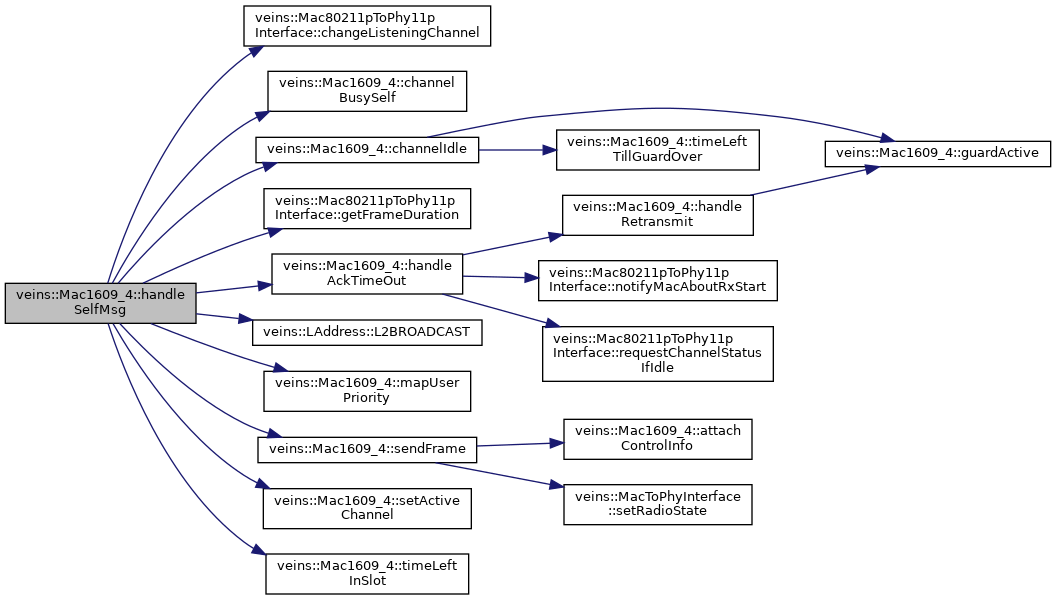 veins::Mac1609_4::handle
SelfMsg
veins::Mac80211pToPhy11p
Interface::changeListeningChannel
veins::Mac1609_4::channel
BusySelf
veins::Mac1609_4::channelIdle
veins::Mac80211pToPhy11p
Interface::getFrameDuration
veins::Mac1609_4::handle
AckTimeOut
veins::LAddress::L2BROADCAST
veins::Mac1609_4::mapUser
Priority
veins::Mac1609_4::sendFrame
veins::Mac1609_4::setActive
Channel
veins::Mac1609_4::timeLeft
InSlot
veins::Mac1609_4::timeLeft
TillGuardOver
veins::Mac1609_4::handle
Retransmit
veins::Mac80211pToPhy11p
Interface::notifyMacAboutRxStart
veins::Mac80211pToPhy11p
Interface::requestChannelStatus
IfIdle
veins::Mac1609_4::attach
ControlInfo
veins::MacToPhyInterface
::setRadioState
veins::Mac1609_4::guardActive